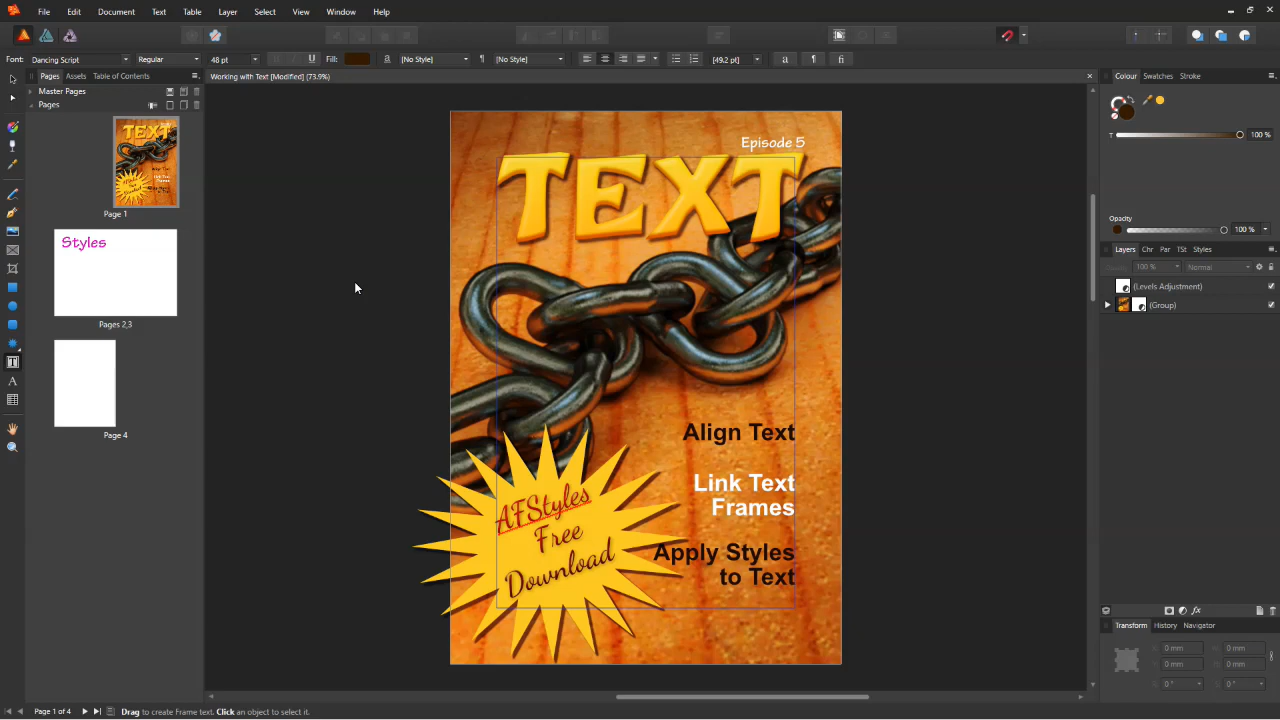 File Edit Document Text Table Layer Select View Window Help
Font: Dancing Script Regular 48 pt Fill: [No Style] [No Style] [49.2 pt]
Pages Assets Table of Contents
Working with Text [Modified] (73.9%)
Master Pages
Pages
Page 1
Styles
Pages 2,3
Page 4
Episode 5
TEXT
Align Text
Link Text
Frames
Apply Styles
to Text
AFStyles
Free
Download
Colour Swatches Stroke
T 100 %
Opacity
100 %
Layers Chr Par TSt Styles
Opacity 100 % Normal
(Levels Adjustment)
(Group)
Transform History Navigator
0 mm 0 mm
0 mm 0 mm
0 ° 0 °
Page 1 of 4 Drag to create Frame text. Click an object to select it.